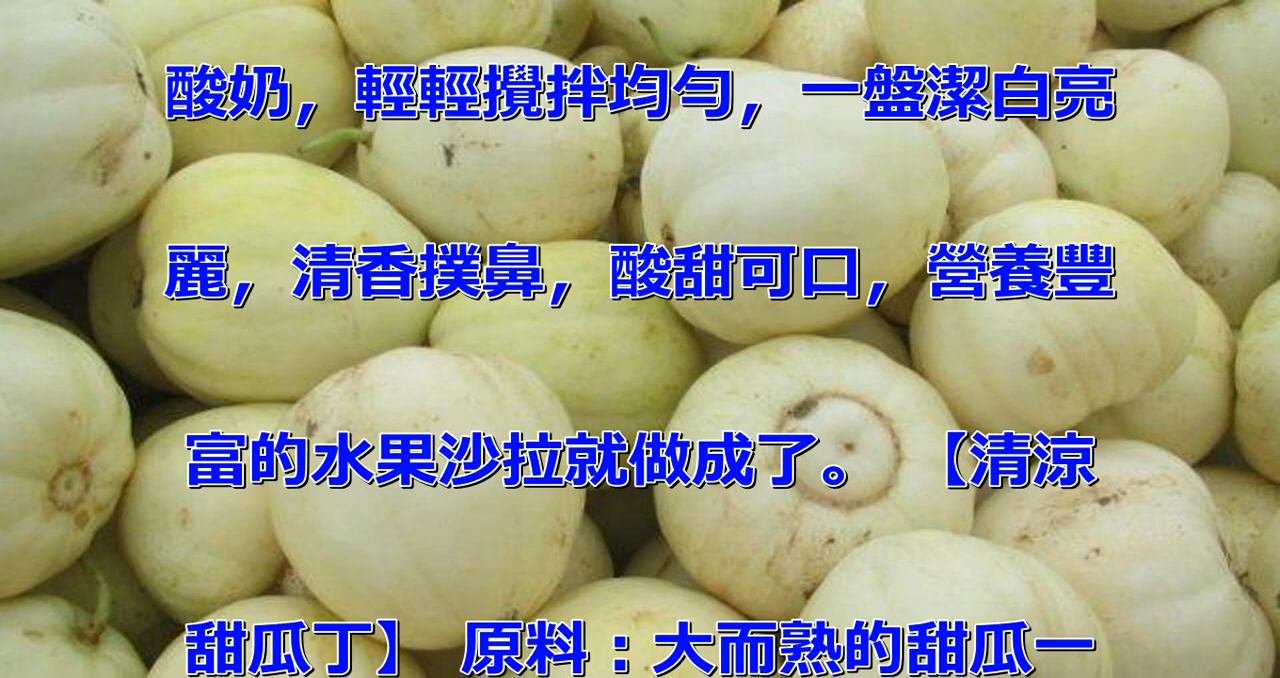 酸奶，輕輕攪拌均勻，一盤潔白亮
麗，清香撲鼻，酸甜可口，營養豐
富的水果沙拉就做成了。 【清涼
甜瓜丁】 原料：大而熟的甜瓜一